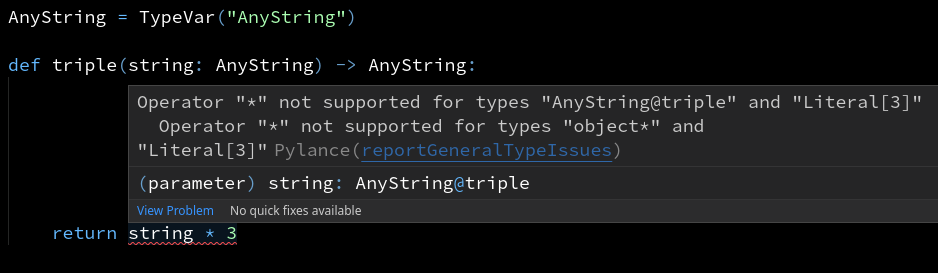 AnyString = TypeVar("AnyString")
def triple(string: AnyString) -> AnyString:
Operator "*" not supported for types "AnyString@triple" and "Literal[3]"
Operator "*" not supported for types "object*" and
"Literal[3]" Pylance(reportGeneralTypeIssues)
(parameter) string: AnyString@triple
View Problem No quick fixes available
return string * 3